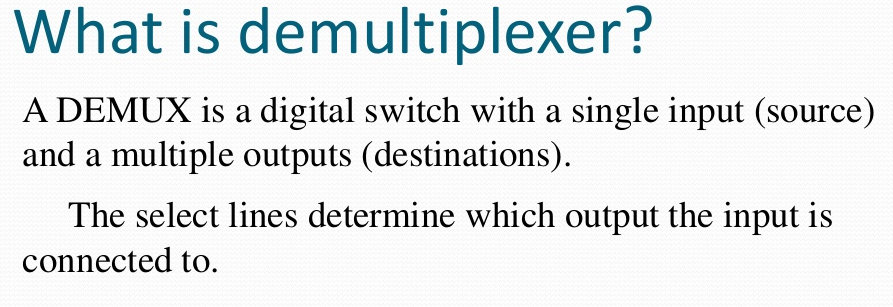 What is demultiplexer?
A DEMUX is a digital switch with a single input (source)
and a multiple outputs (destinations).
The select lines determine which output the input is
connected to.